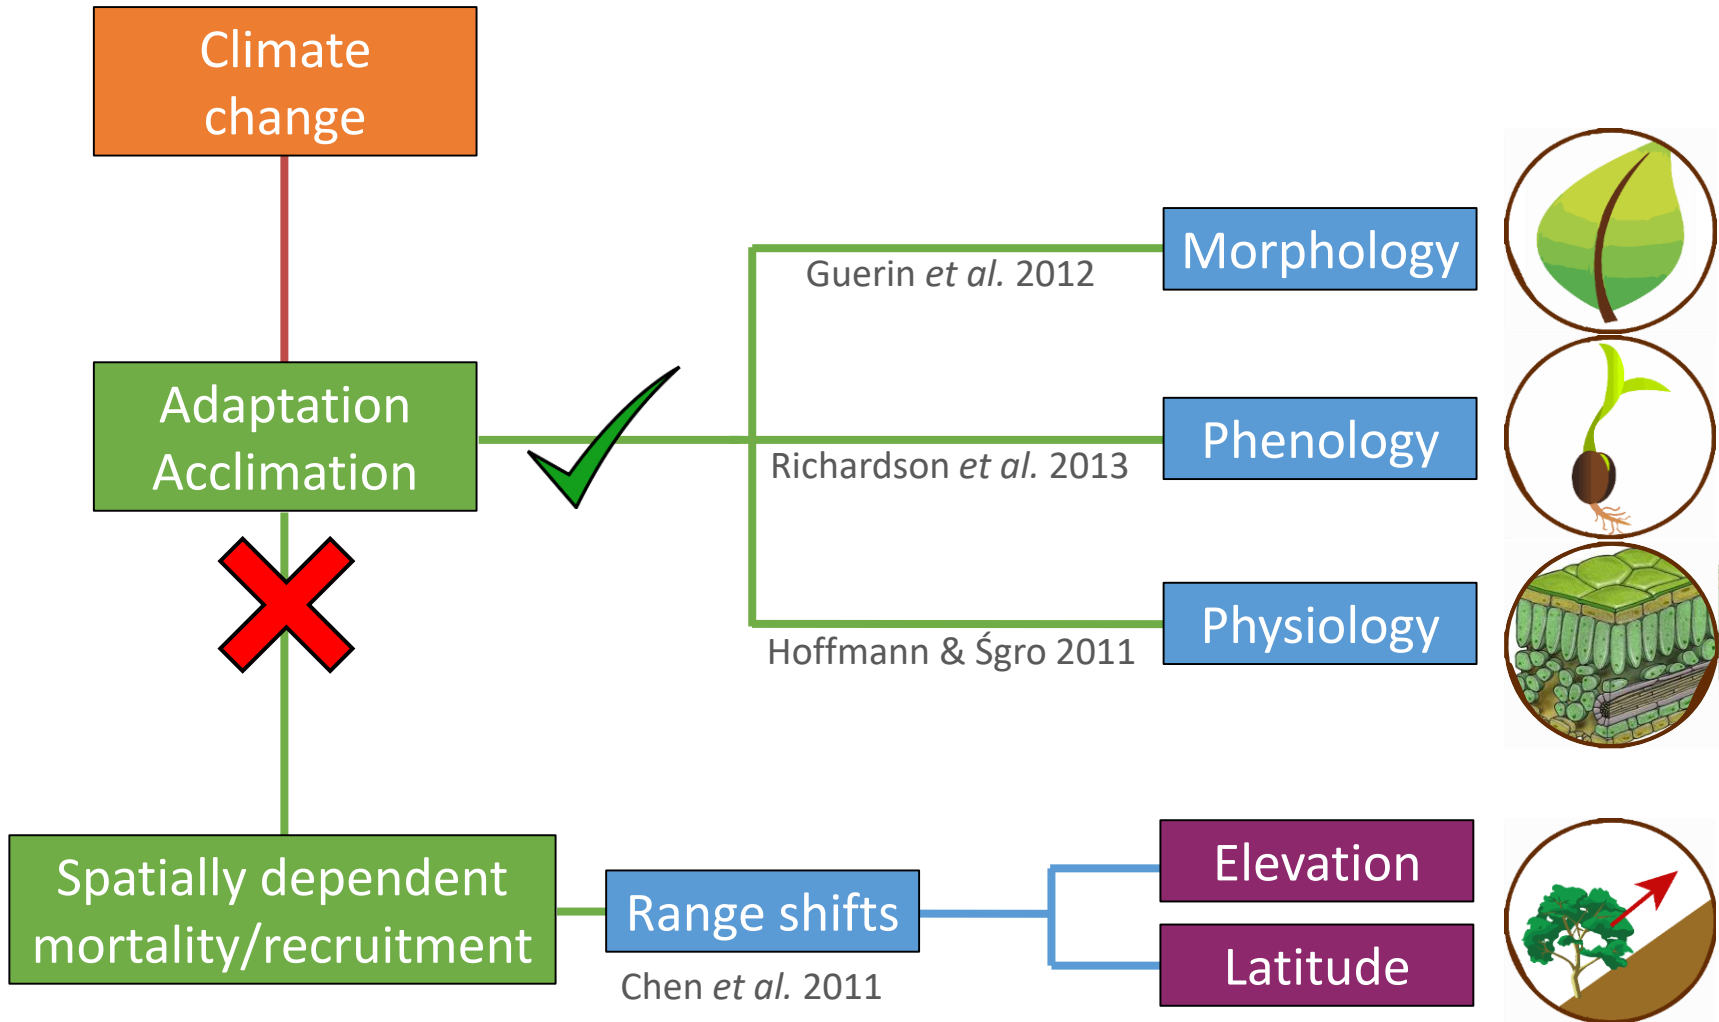 Climate
change
Guerin et al. 2012
Morphology
Adaptation
Acclimation
Richardson et al. 2013
Phenology
Hoffmann & Śgro 2011
Physiology
Spatially dependent
mortality/recruitment
Range shifts
Chen et al. 2011
Elevation
Latitude